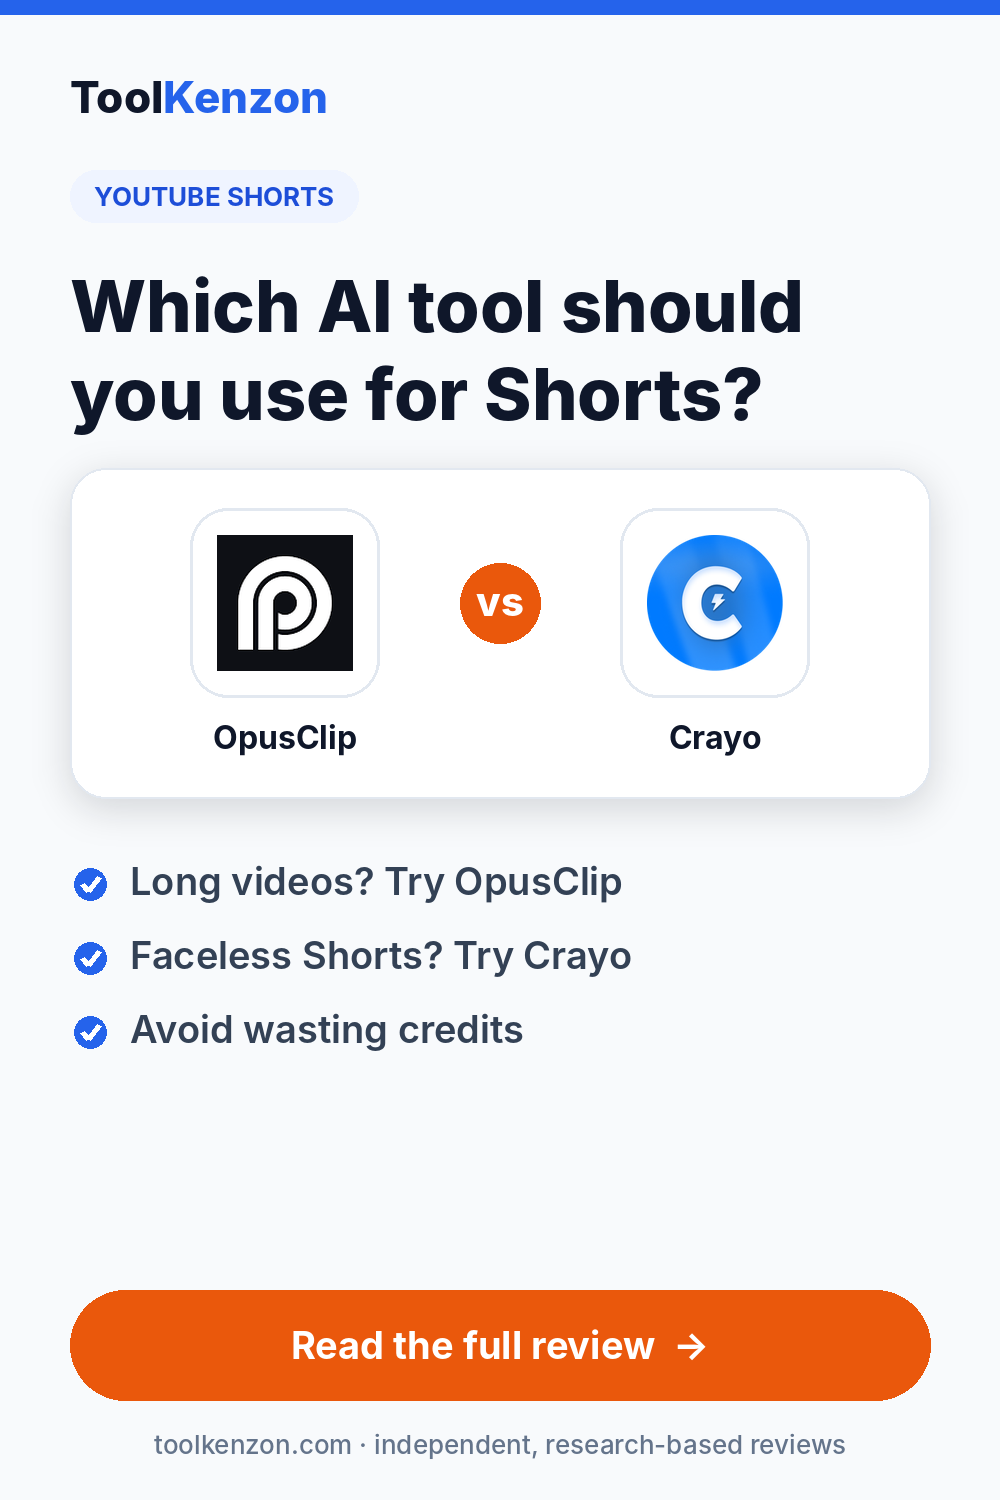 ToolKenzon
YOUTUBE SHORTS
Which AI tool should
you use for Shorts?
vs
OpusClip
Crayo
Long videos? Try OpusClip
Faceless Shorts? Try Crayo
Avoid wasting credits
Read the full review →
toolkenzon.com · independent, research-based reviews